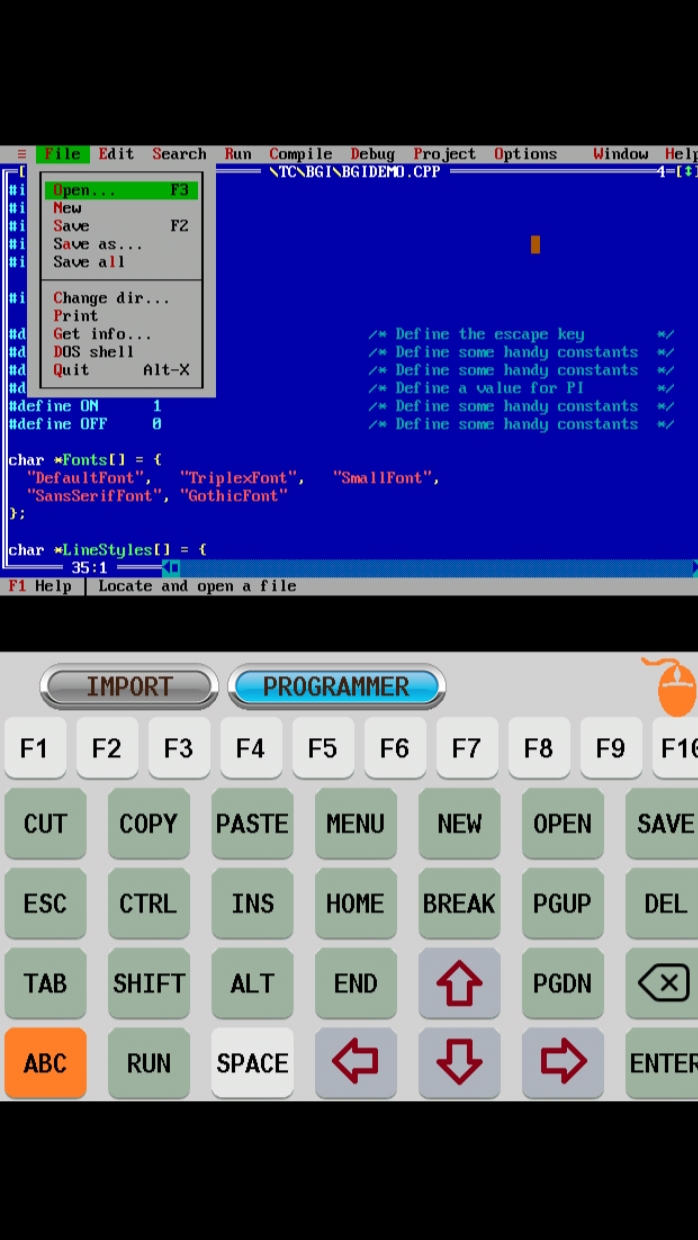 ≡ File Edit Search Run Compile Debug Project Options Window Help
[ \TC\BGI\BGIDEMO.CPP 4=[↕]
Open... F3
New
Save F2
Save as...
Save all
Change dir...
Print
Get info...
DOS shell
Quit Alt-X
#i
#i
#i
#i
#i
#i
#d /* Define the escape key */
#d /* Define some handy constants */
#d /* Define some handy constants */
#d /* Define a value for PI */
#define ON 1 /* Define some handy constants */
#define OFF 0 /* Define some handy constants */
char *Fonts[] = {
"DefaultFont", "TriplexFont", "SmallFont",
"SansSerifFont", "GothicFont"
};
char *LineStyles[] = {
35:1
F1 Help | Locate and open a file
IMPORT PROGRAMMER
F1 F2 F3 F4 F5 F6 F7 F8 F9 F10
CUT COPY PASTE MENU NEW OPEN SAVE
ESC CTRL INS HOME BREAK PGUP DEL
TAB SHIFT ALT END PGDN
ABC RUN SPACE ENTER